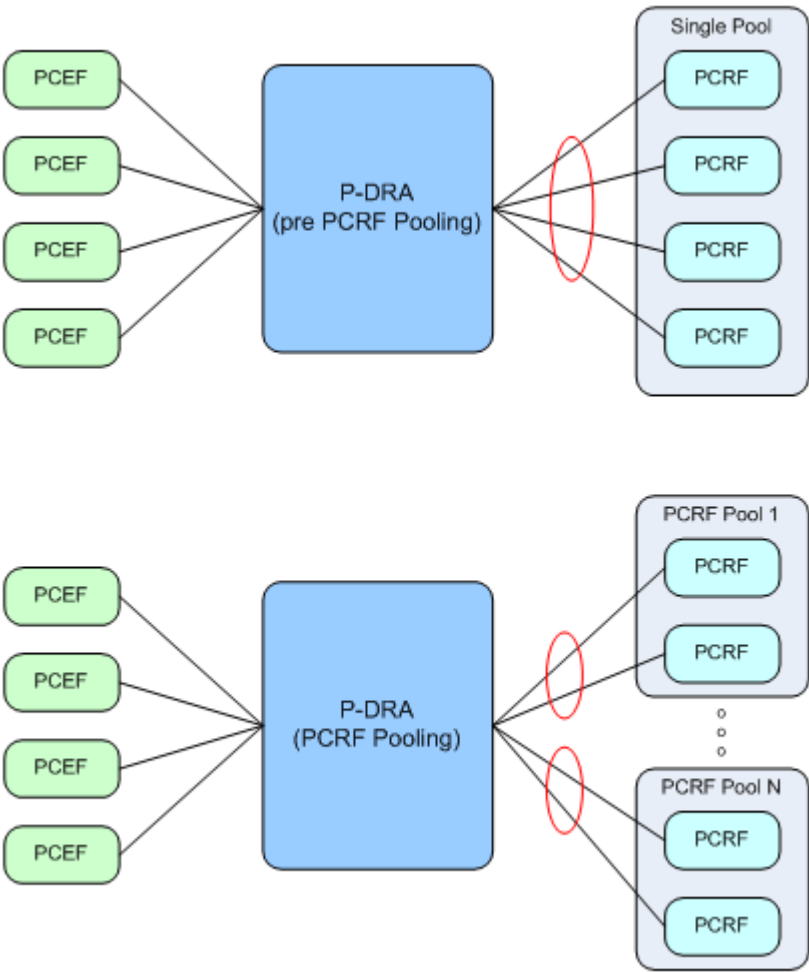 Single Pool
PCEF
PCEF
PCEF
PCEF
P-DRA
(pre PCRF Pooling)
PCRF
PCRF
PCRF
PCRF
PCEF
PCEF
PCEF
PCEF
P-DRA
(PCRF Pooling)
PCRF Pool 1
PCRF
PCRF
PCRF Pool N
PCRF
PCRF